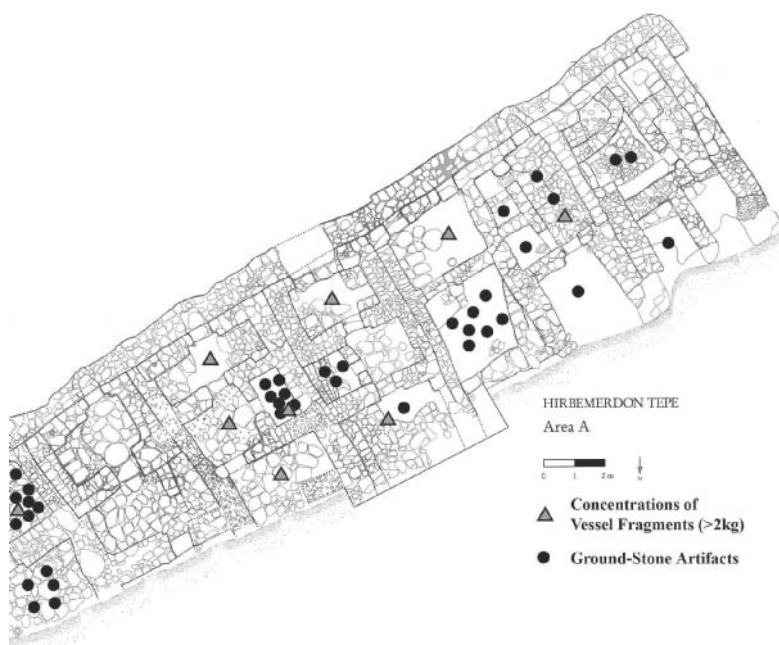 HIRBEMERDON TEPE
Area A
0 1 2 m
N
Concentrations of
Vessel Fragments (>2kg)
Ground-Stone Artifacts